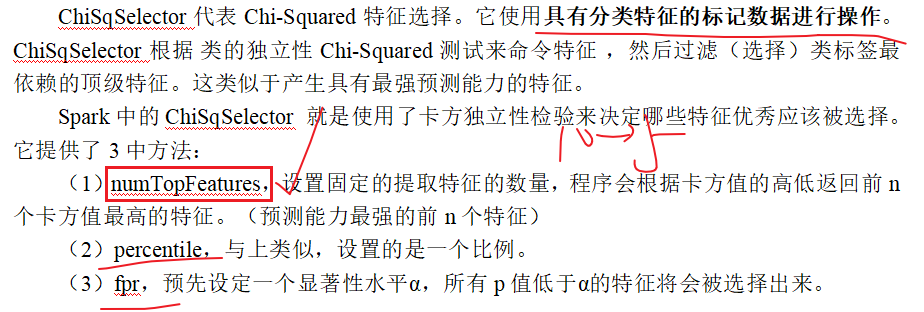 ChiSqSelector 代表 Chi-Squared 特征选择。它使用具有分类特征的标记数据进行操作。
ChiSqSelector 根据 类的独立性 Chi-Squared 测试来命令特征 ，然后过滤（选择）类标签最
依赖的顶级特征。这类似于产生具有最强预测能力的特征。
Spark 中的 ChiSqSelector 就是使用了卡方独立性检验来决定哪些特征优秀应该被选择。
它提供了 3 中方法：
10→5
（1）numTopFeatures，设置固定的提取特征的数量，程序会根据卡方值的高低返回前 n
个卡方值最高的特征。（预测能力最强的前 n 个特征）
（2）percentile，与上类似，设置的是一个比例。
（3）fpr，预先设定一个显著性水平α，所有 p 值低于α的特征将会被选择出来。